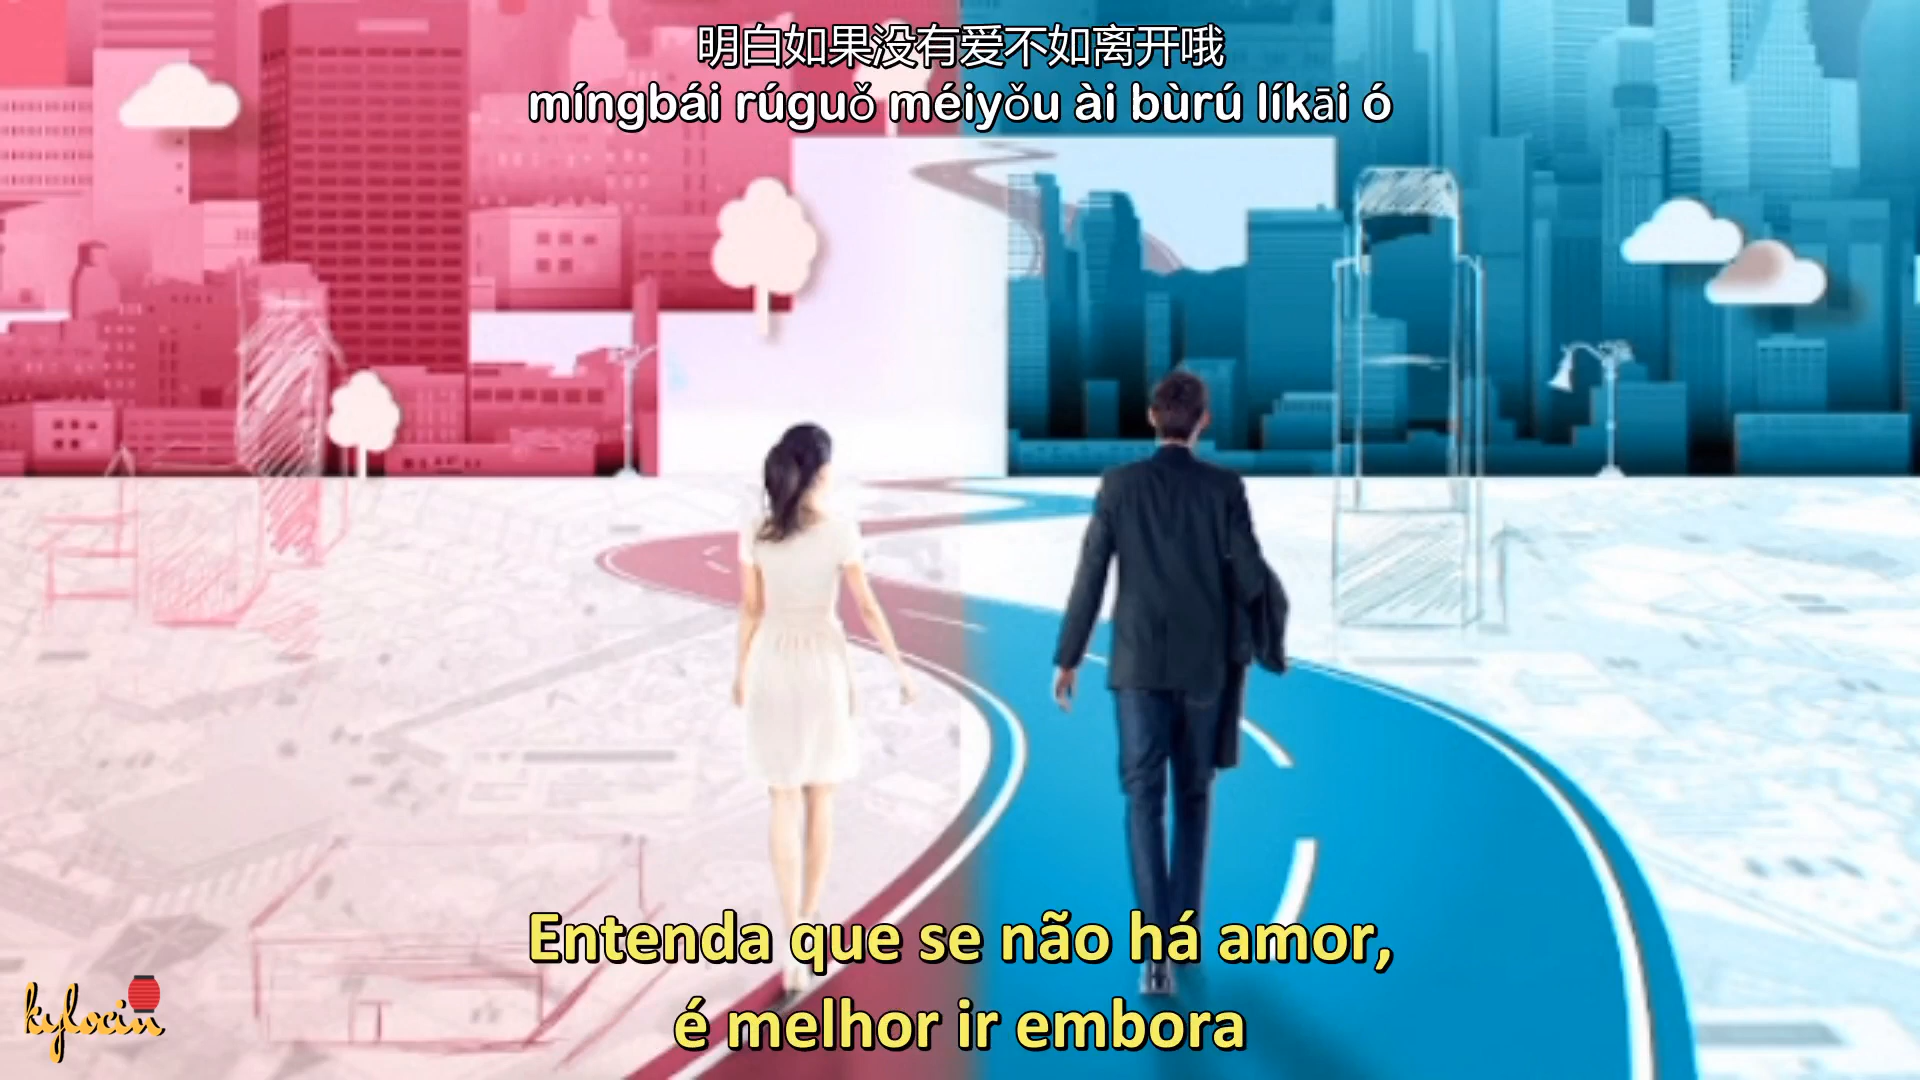 明白如果没有爱不如离开哦
míngbái rúguǒ méiyǒu ài bùrú líkāi ó
Entenda que se não há amor,
é melhor ir embora
kylocin